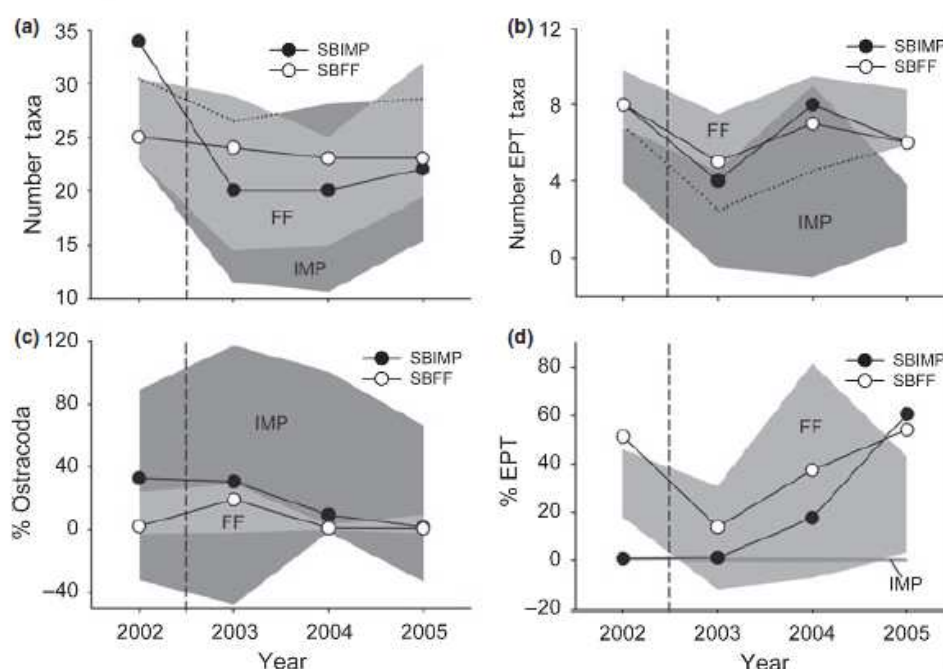 (a)
35
30
25
20
15
10
Number taxa
SBIMP
SBFF
FF
IMP
(b)
12
8
4
0
Number EPT taxa
SBIMP
SBFF
FF
IMP
(c)
120
80
40
0
–40
% Ostracoda
SBIMP
SBFF
IMP
FF
2002 2003 2004 2005
Year
(d)
80
60
40
20
0
–20
% EPT
SBIMP
SBFF
FF
IMP
2002 2003 2004 2005
Year